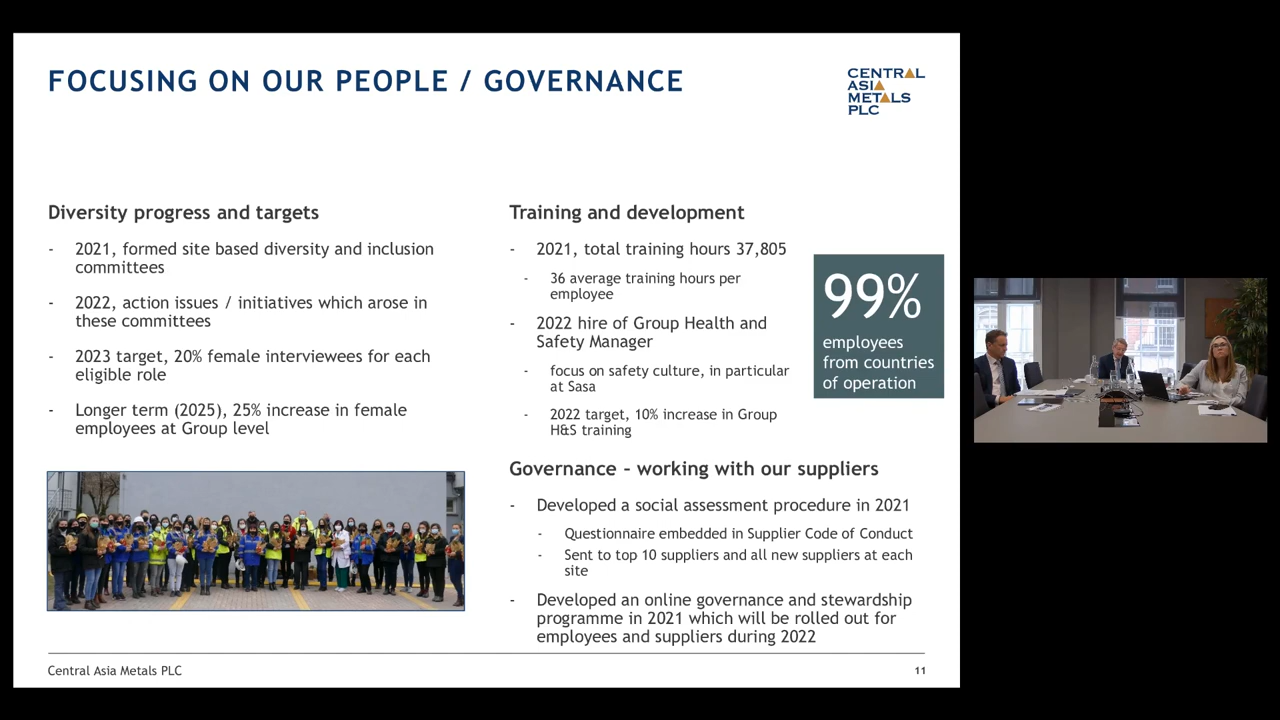 FOCUSING ON OUR PEOPLE / GOVERNANCE
CENTRAL
ASIA
METALS
PLC
Diversity progress and targets
- 2021, formed site based diversity and inclusion
committees
- 2022, action issues / initiatives which arose in
these committees
- 2023 target, 20% female interviewees for each
eligible role
- Longer term (2025), 25% increase in female
employees at Group level
Training and development
- 2021, total training hours 37,805
- 36 average training hours per
employee
- 2022 hire of Group Health and
Safety Manager
- focus on safety culture, in particular
at Sasa
- 2022 target, 10% increase in Group
H&S training
99%
employees
from countries
of operation
Governance – working with our suppliers
- Developed a social assessment procedure in 2021
- Questionnaire embedded in Supplier Code of Conduct
- Sent to top 10 suppliers and all new suppliers at each
site
- Developed an online governance and stewardship
programme in 2021 which will be rolled out for
employees and suppliers during 2022
Central Asia Metals PLC
11